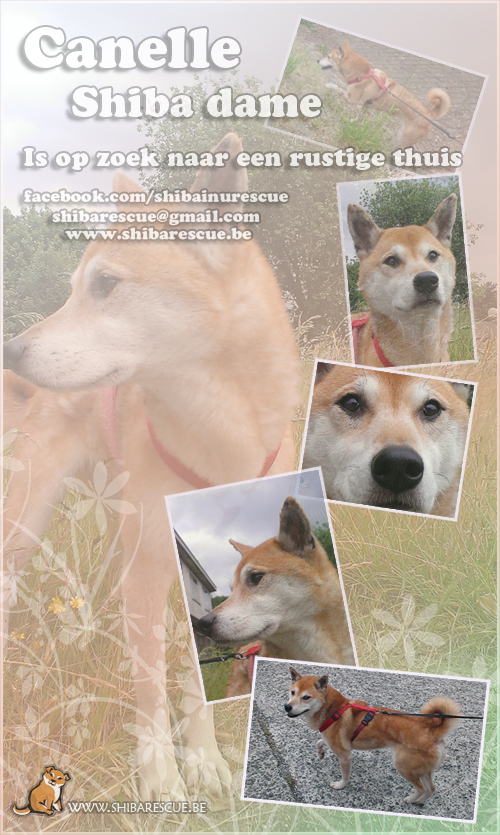 Canelle
Shiba dame
Is op zoek naar een rustige thuis
facebook.com/shibainurescue
shibarescue@gmail.com
www.shibarescue.be
www.shibarescue.be